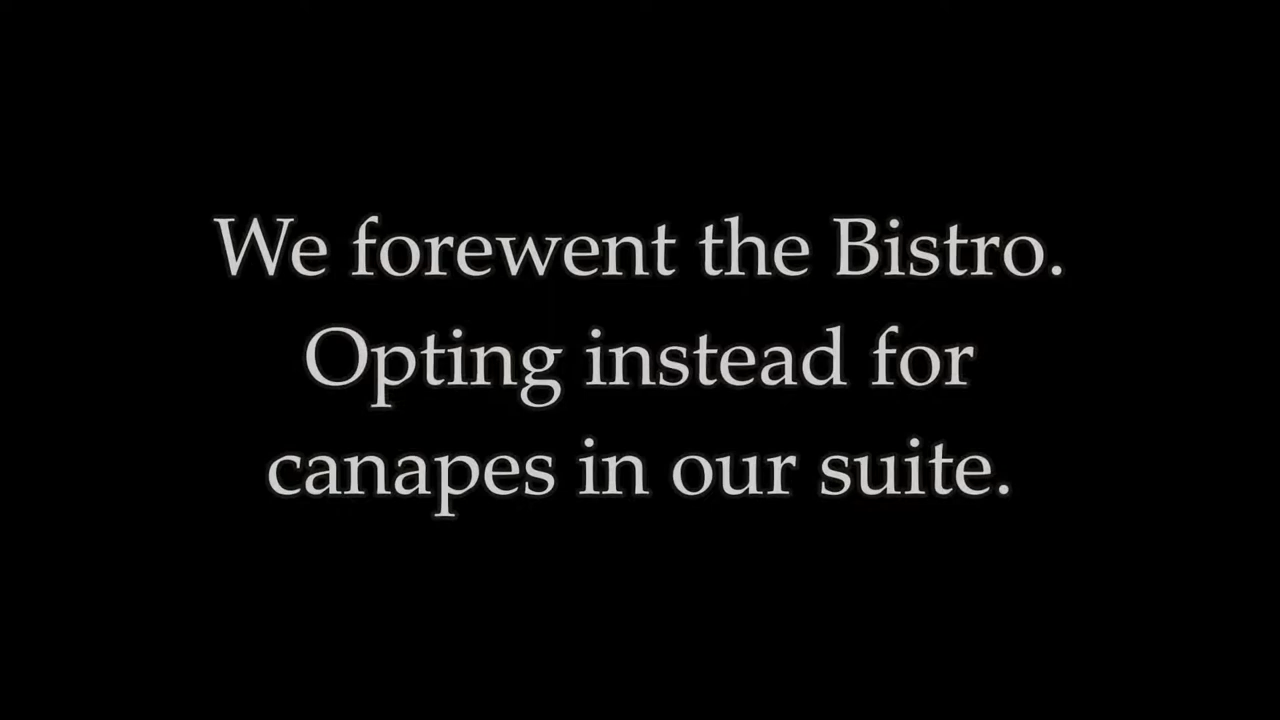 We forewent the Bistro.
Opting instead for
canapes in our suite.